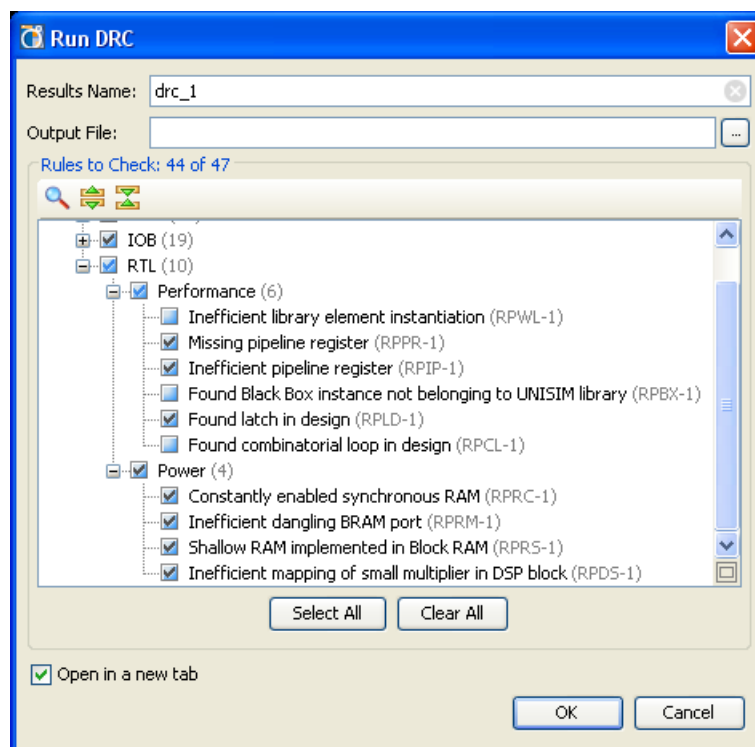 Run DRC
Results Name: drc_1
Output File: ...
Rules to Check: 44 of 47
IOB (19)
RTL (10)
Performance (6)
Inefficient library element instantiation (RPWL-1)
Missing pipeline register (RPPR-1)
Inefficient pipeline register (RPIP-1)
Found Black Box instance not belonging to UNISIM library (RPBX-1)
Found latch in design (RPLD-1)
Found combinatorial loop in design (RPCL-1)
Power (4)
Constantly enabled synchronous RAM (RPRC-1)
Inefficient dangling BRAM port (RPRM-1)
Shallow RAM implemented in Block RAM (RPRS-1)
Inefficient mapping of small multiplier in DSP block (RPDS-1)
Select All Clear All
Open in a new tab
OK Cancel